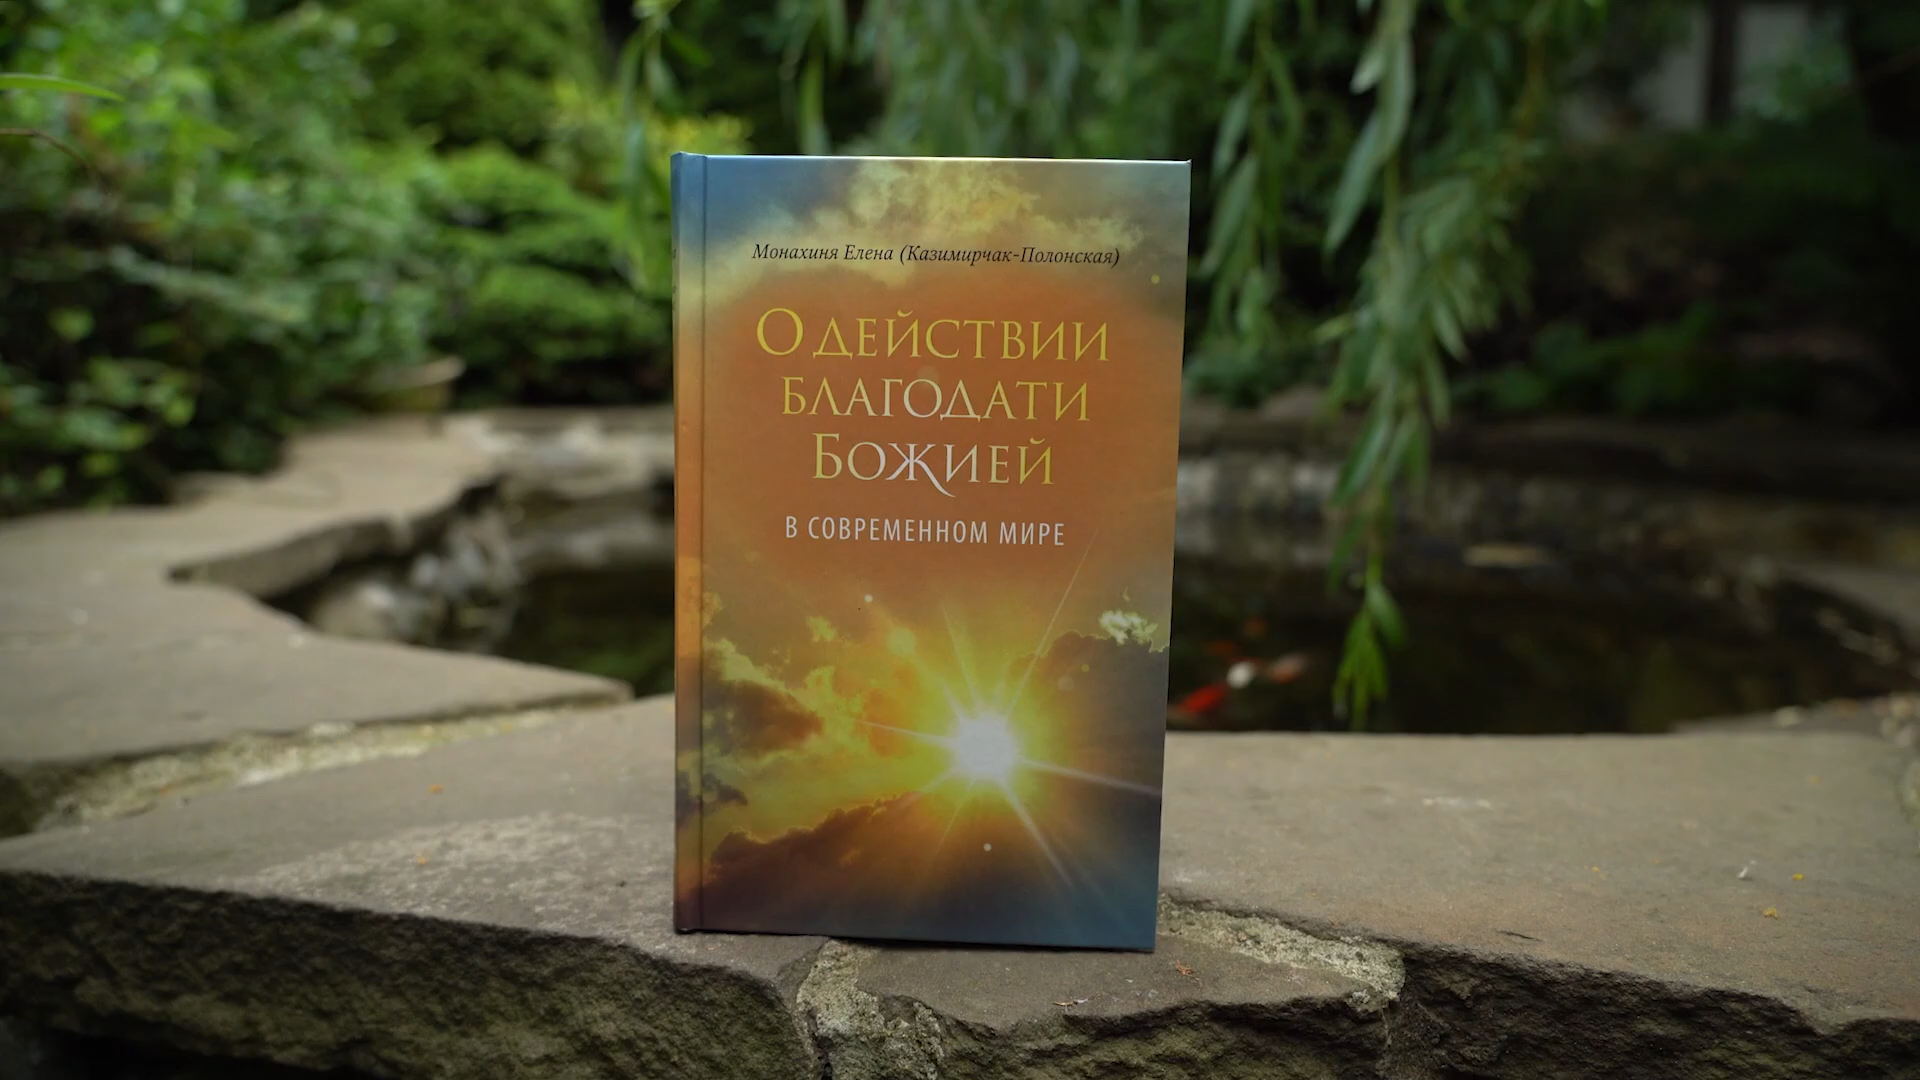 Монахиня Елена (Казимирчак-Полонская)
О ДЕЙСТВИИ
БЛАГОДАТИ
БОЖИЕЙ
В СОВРЕМЕННОМ МИРЕ